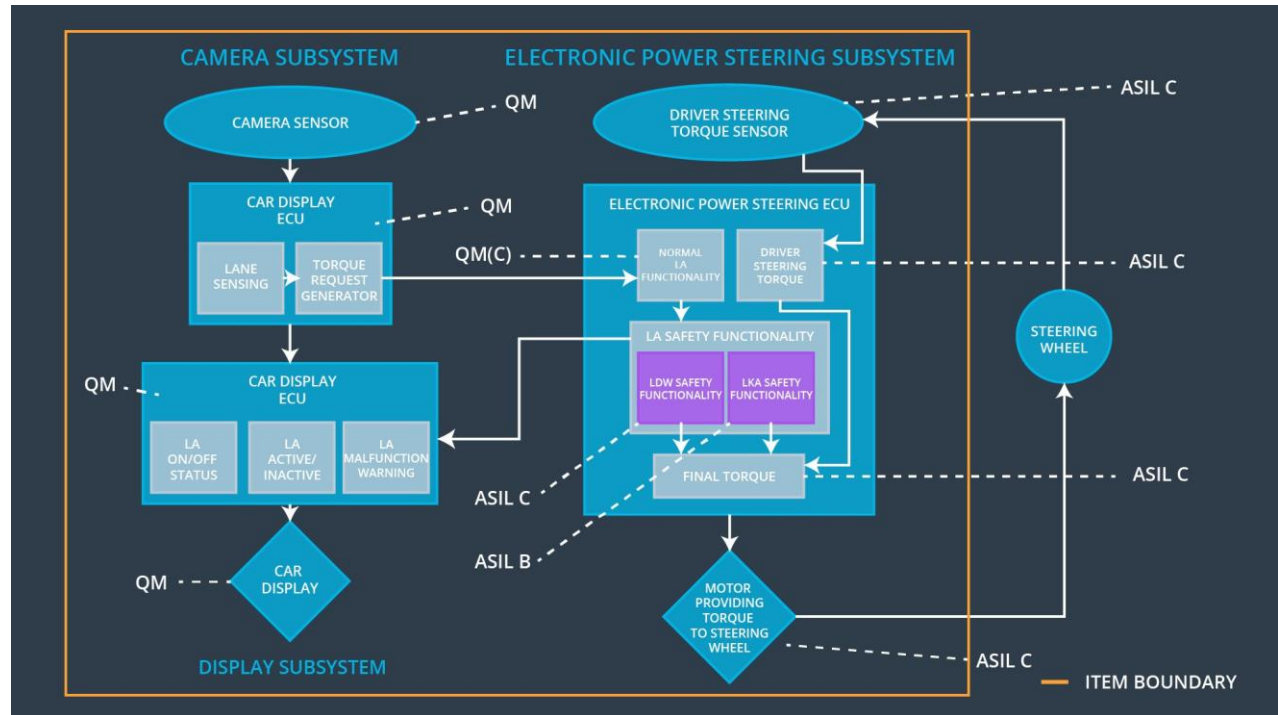 CAMERA SUBSYSTEM
ELECTRONIC POWER STEERING SUBSYSTEM
CAMERA SENSOR
QM
DRIVER STEERING
TORQUE SENSOR
ASIL C
CAR DISPLAY
ECU
QM
LANE
SENSING
TORQUE
REQUEST
GENERATOR
ELECTRONIC POWER STEERING ECU
QM(C)
NORMAL
LA
FUNCTIONALITY
DRIVER
STEERING
TORQUE
ASIL C
LA SAFETY FUNCTIONALITY
LDW SAFETY
FUNCTIONALITY
LKA SAFETY
FUNCTIONALITY
STEERING
WHEEL
QM
CAR DISPLAY
ECU
LA
ON/OFF
STATUS
LA
ACTIVE/
INACTIVE
LA
MALFUNCTION
WARNING
FINAL TORQUE
ASIL C
ASIL C
ASIL B
QM
CAR
DISPLAY
MOTOR
PROVIDING
TORQUE
TO STEERING
WHEEL
ASIL C
DISPLAY SUBSYSTEM
ITEM BOUNDARY